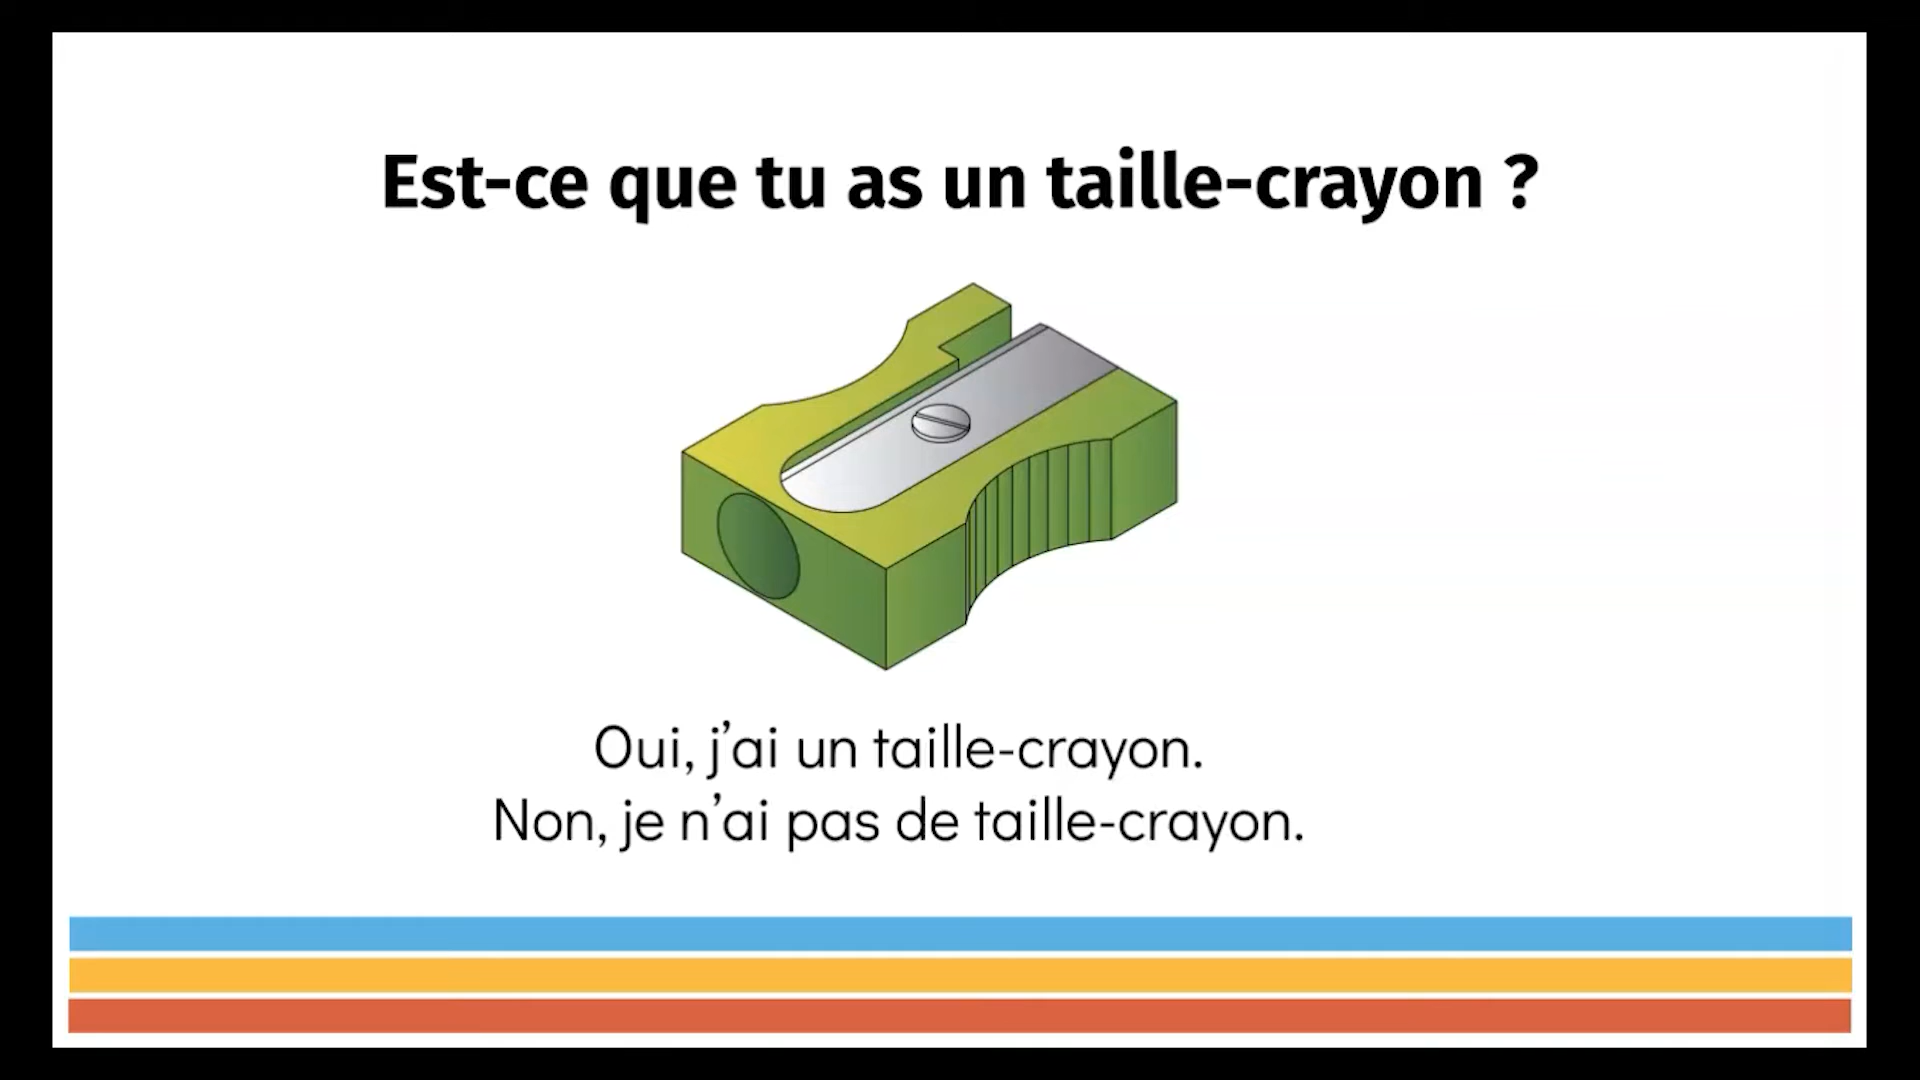 Est-ce que tu as un taille-crayon ?
Oui, j’ai un taille-crayon.
Non, je n’ai pas de taille-crayon.